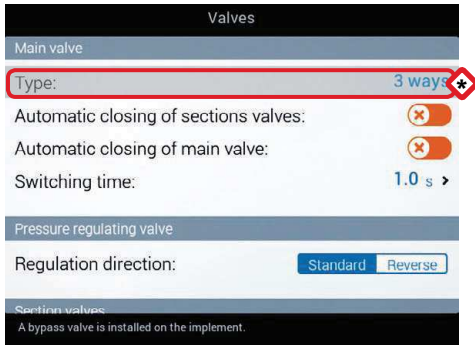 Valves
Main valve
Type: 3 ways *
Automatic closing of sections valves:
Automatic closing of main valve:
Switching time: 1.0 s >
Pressure regulating valve
Regulation direction: Standard Reverse
Section valves
A bypass valve is installed on the implement.